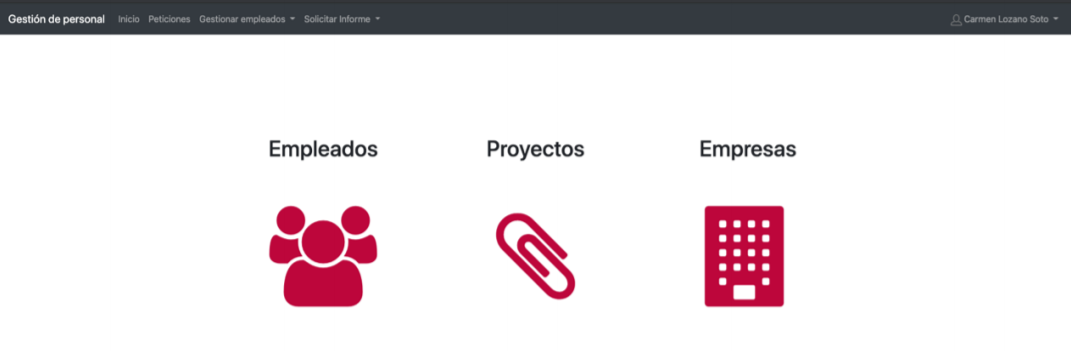 Gestión de personal Inicio Peticiones Gestionar empleados Solicitar Informe Carmen Lozano Soto
Empleados Proyectos Empresas